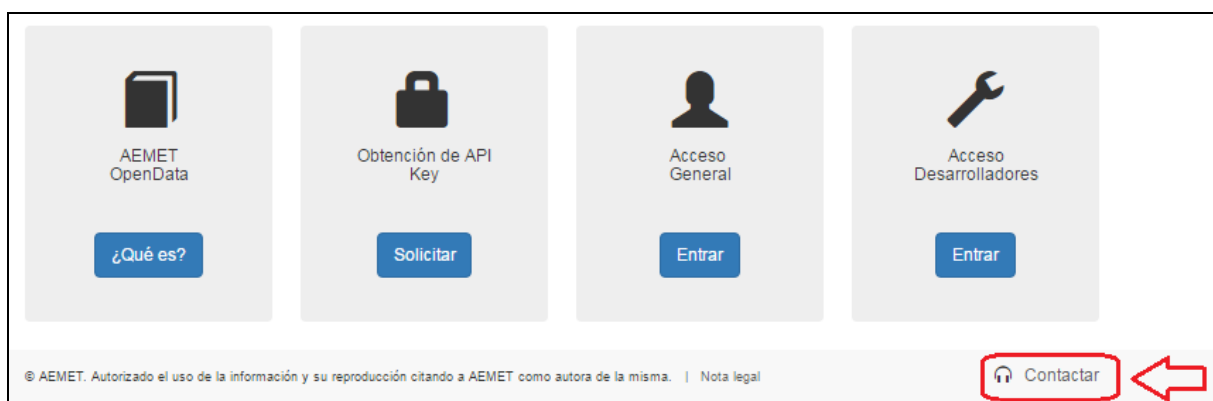 AEMET
OpenData
¿Qué es?
Obtención de API
Key
Solicitar
Acceso
General
Entrar
Acceso
Desarrolladores
Entrar
© AEMET. Autorizado el uso de la información y su reproducción citando a AEMET como autora de la misma. | Nota legal
Contactar